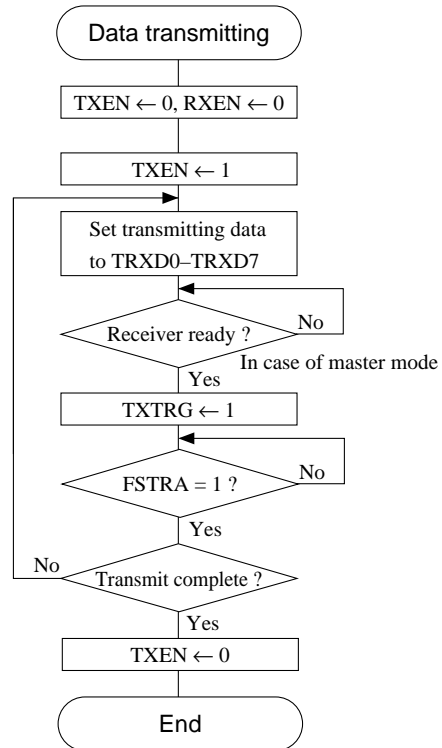 Data transmitting
TXEN ← 0, RXEN ← 0
TXEN ← 1
Set transmitting data
to TRXD0–TRXD7
Receiver ready ?
No
In case of master mode
Yes
TXTRG ← 1
FSTRA = 1 ?
No
Yes
No
Transmit complete ?
Yes
TXEN ← 0
End